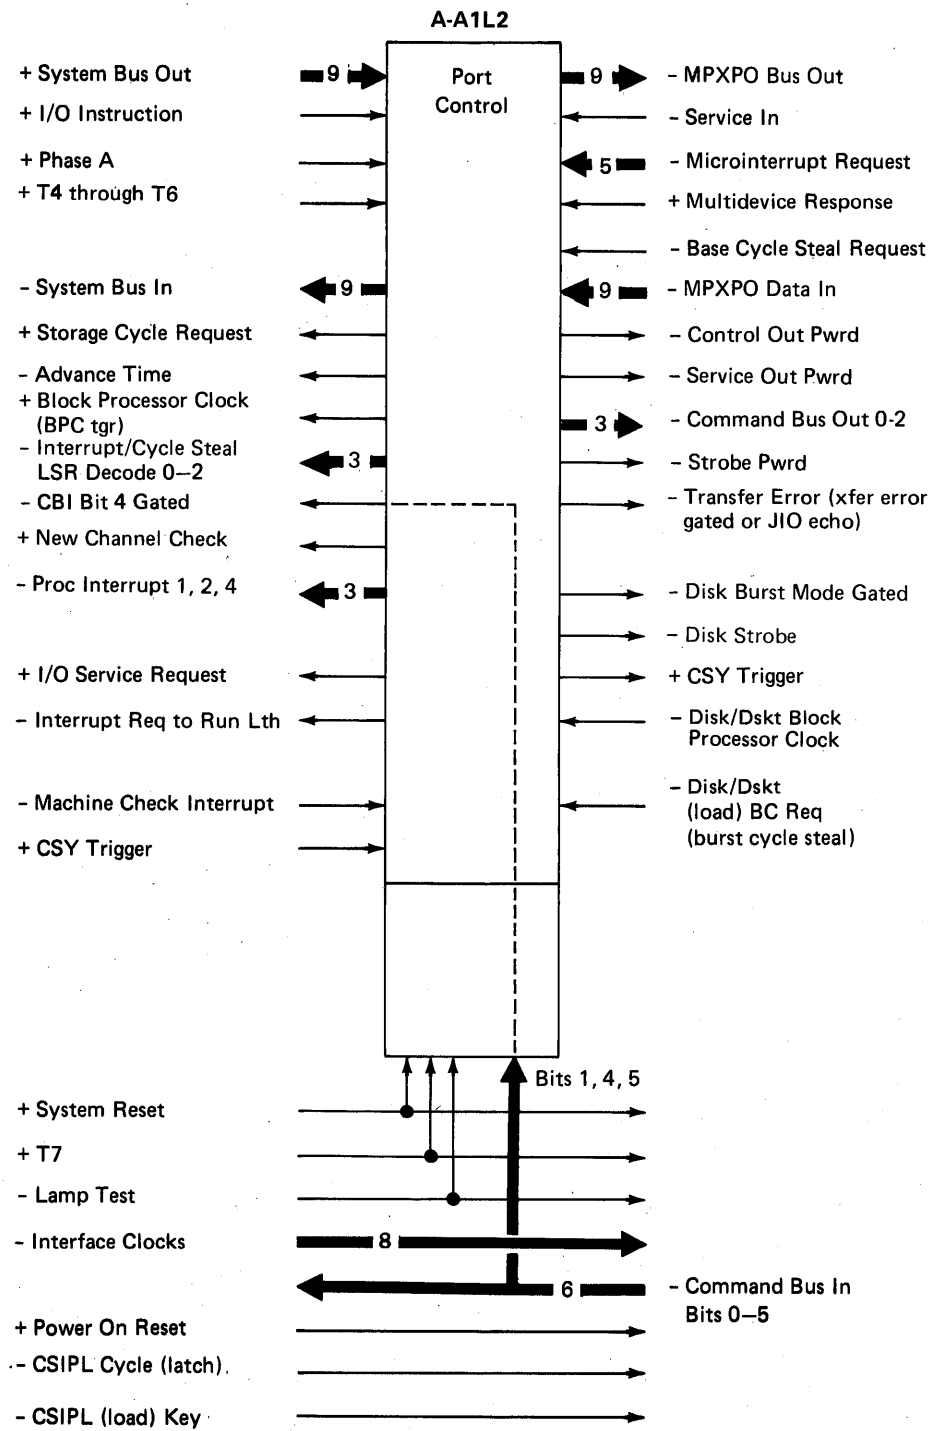 A-A1L2
Port
Control
+ System Bus Out
9
+ I/O Instruction
+ Phase A
+ T4 through T6
- System Bus In
9
+ Storage Cycle Request
- Advance Time
+ Block Processor Clock
(BPC tgr)
- Interrupt/Cycle Steal
LSR Decode 0–2
3
- CBI Bit 4 Gated
+ New Channel Check
- Proc Interrupt 1, 2, 4
3
+ I/O Service Request
- Interrupt Req to Run Lth
- Machine Check Interrupt
+ CSY Trigger
9
- MPXPO Bus Out
- Service In
5
- Microinterrupt Request
+ Multidevice Response
- Base Cycle Steal Request
9
- MPXPO Data In
- Control Out Pwrd
- Service Out Pwrd
3
- Command Bus Out 0-2
- Strobe Pwrd
- Transfer Error (xfer error
gated or JIO echo)
- Disk Burst Mode Gated
- Disk Strobe
+ CSY Trigger
- Disk/Dskt Block
Processor Clock
- Disk/Dskt
(load) BC Req
(burst cycle steal)
Bits 1, 4, 5
+ System Reset
+ T7
- Lamp Test
- Interface Clocks
8
6
- Command Bus In
Bits 0–5
+ Power On Reset
- CSIPL Cycle (latch)
- CSIPL (load) Key